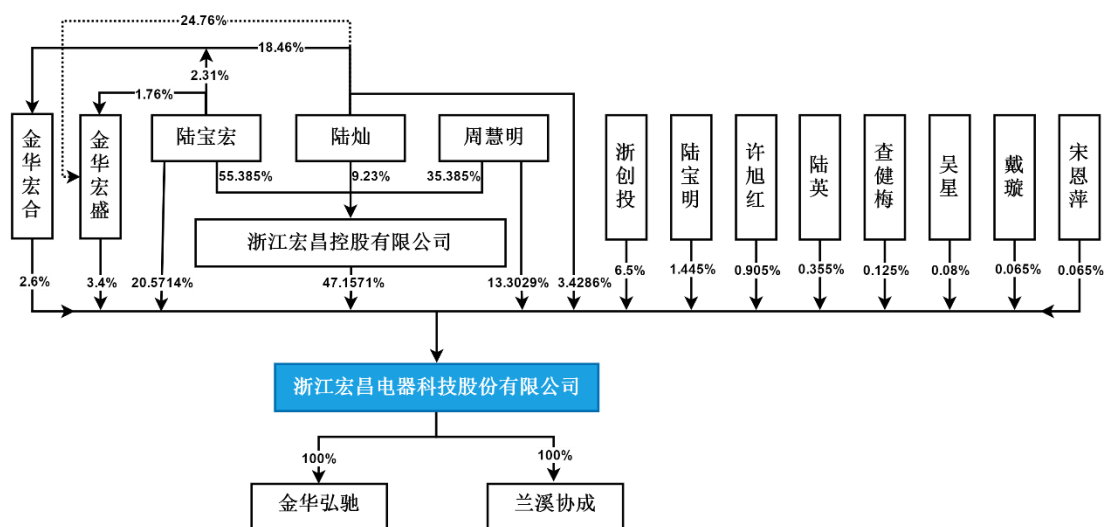 24.76%
18.46%
2.31%
1.76%
金华宏合
金华宏盛
陆宝宏
陆灿
周慧明
浙创投
陆宝明
许旭红
陆英
查健梅
吴星
戴璇
宋恩萍
55.385%
9.23%
35.385%
浙江宏昌控股有限公司
2.6%
3.4%
20.5714%
47.1571%
13.3029%
3.4286%
6.5%
1.445%
0.905%
0.355%
0.125%
0.08%
0.065%
0.065%
浙江宏昌电器科技股份有限公司
100%
100%
金华弘驰
兰溪协成